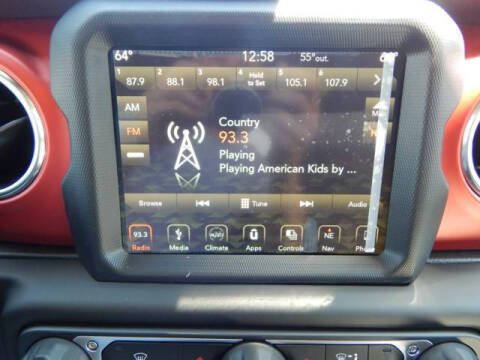 64° 12:58 55°out.
1 2 3 4 5 6
87.9 88.1 98.1 Hold to Set 105.1 107.9
AM
FM
Country
93.3
Playing
Playing American Kids by ...
Browse Tune Audio
93.3 NE
Radio Media Climate Apps Controls Nav Phone